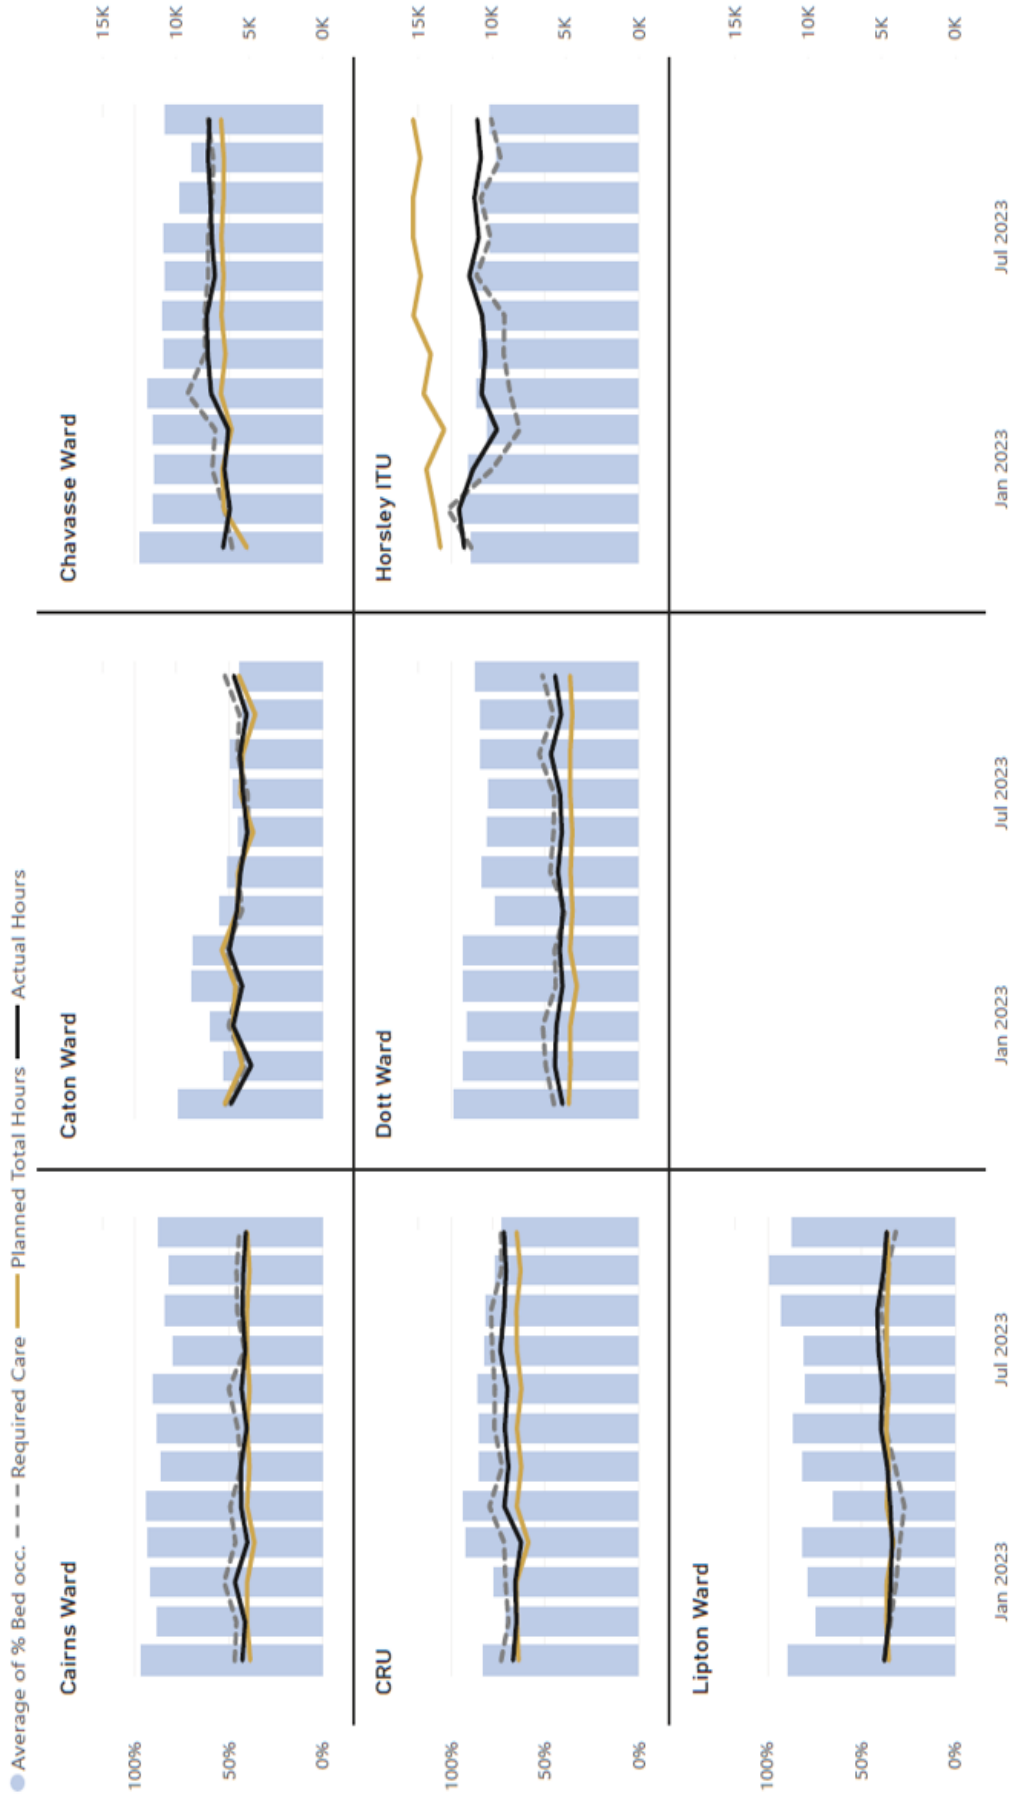 Average of % Bed occ. Required Care Planned Total Hours Actual Hours
Cairns Ward
Caton Ward
Chavasse Ward
100%
50%
0%
15K
10K
5K
0K
CRU
Dott Ward
Horsley ITU
100%
50%
0%
15K
10K
5K
0K
Lipton Ward
100%
50%
0%
15K
10K
5K
0K
Jan 2023 Jul 2023 Jan 2023 Jul 2023 Jan 2023 Jul 2023